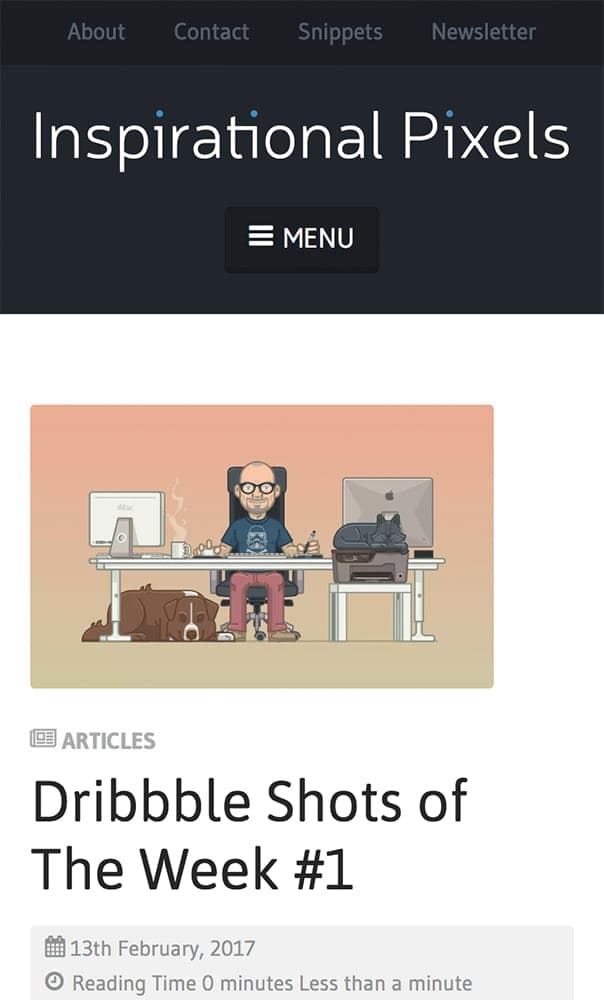 About Contact Snippets Newsletter
Inspirational Pixels
MENU
iMac
ARTICLES
Dribbble Shots of
The Week #1
13th February, 2017
Reading Time 0 minutes Less than a minute